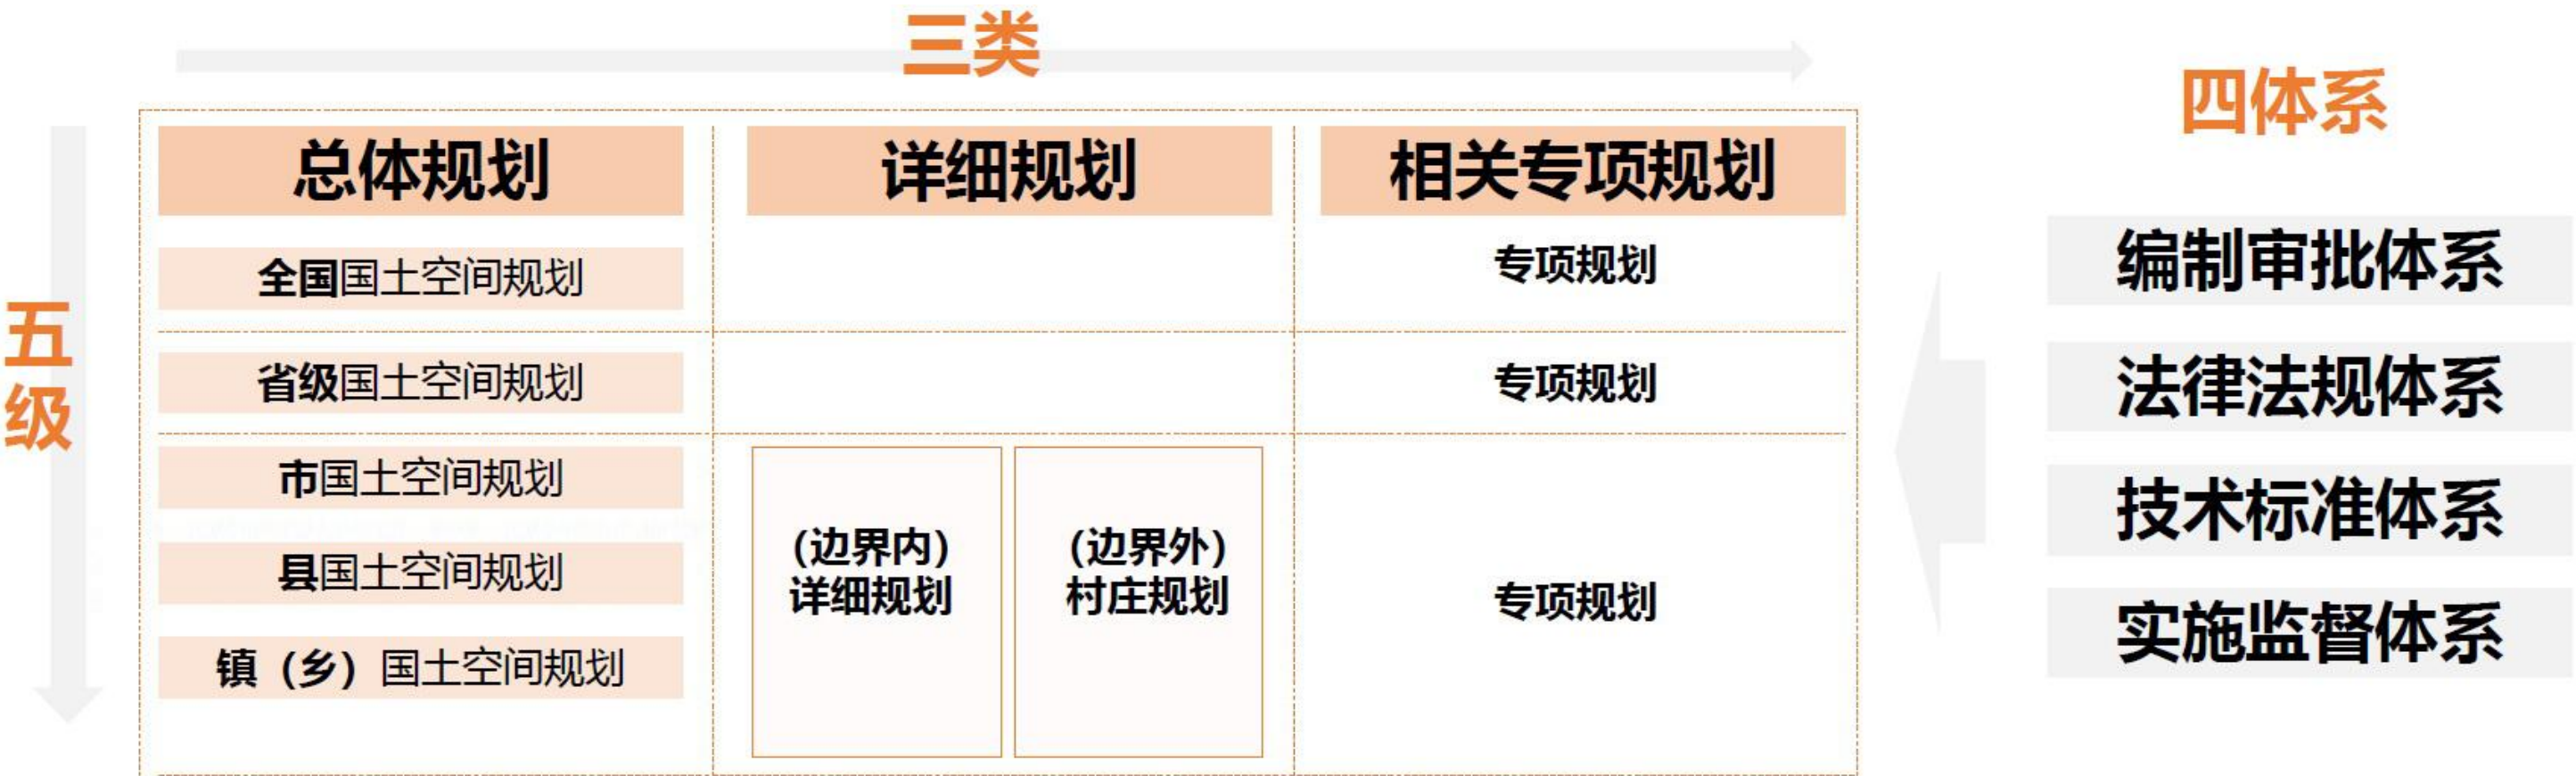 三类
四体系
五
级
总体规划
详细规划
相关专项规划
全国国土空间规划
专项规划
省级国土空间规划
专项规划
市国土空间规划
县国土空间规划
镇（乡）国土空间规划
（边界内）
详细规划
（边界外）
村庄规划
专项规划
编制审批体系
法律法规体系
技术标准体系
实施监督体系